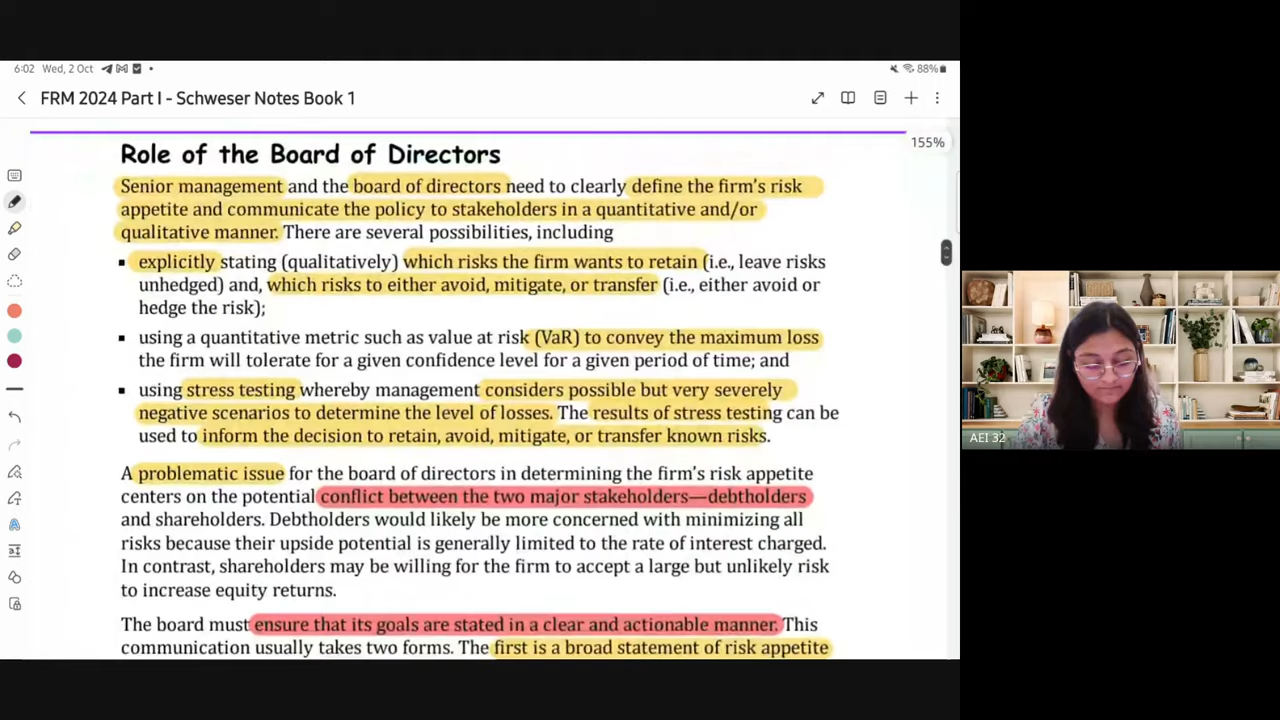 6:02 Wed, 2 Oct
88%
FRM 2024 Part I - Schweser Notes Book 1
155%
Role of the Board of Directors
Senior management and the board of directors need to clearly define the firm's risk
appetite and communicate the policy to stakeholders in a quantitative and/or
qualitative manner. There are several possibilities, including
▪ explicitly stating (qualitatively) which risks the firm wants to retain (i.e., leave risks
unhedged) and, which risks to either avoid, mitigate, or transfer (i.e., either avoid or
hedge the risk);
▪ using a quantitative metric such as value at risk (VaR) to convey the maximum loss
the firm will tolerate for a given confidence level for a given period of time; and
▪ using stress testing whereby management considers possible but very severely
negative scenarios to determine the level of losses. The results of stress testing can be
used to inform the decision to retain, avoid, mitigate, or transfer known risks.
A problematic issue for the board of directors in determining the firm's risk appetite
centers on the potential conflict between the two major stakeholders—debtholders
and shareholders. Debtholders would likely be more concerned with minimizing all
risks because their upside potential is generally limited to the rate of interest charged.
In contrast, shareholders may be willing for the firm to accept a large but unlikely risk
to increase equity returns.
The board must ensure that its goals are stated in a clear and actionable manner. This
communication usually takes two forms. The first is a broad statement of risk appetite
AEI 32